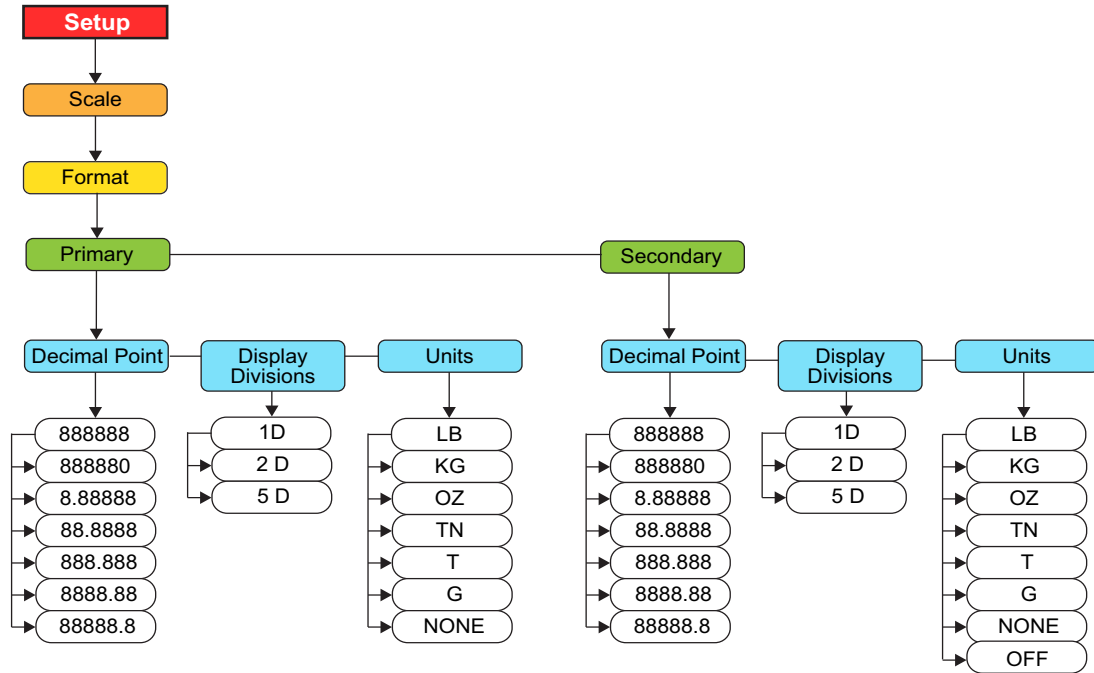 Setup
Scale
Format
Primary
Secondary
Decimal Point
Display
Divisions
Units
Decimal Point
Display
Divisions
Units
888888
888880
8.88888
88.8888
888.888
8888.88
88888.8
1D
2 D
5 D
LB
KG
OZ
TN
T
G
NONE
888888
888880
8.88888
88.8888
888.888
8888.88
88888.8
1D
2 D
5 D
LB
KG
OZ
TN
T
G
NONE
OFF